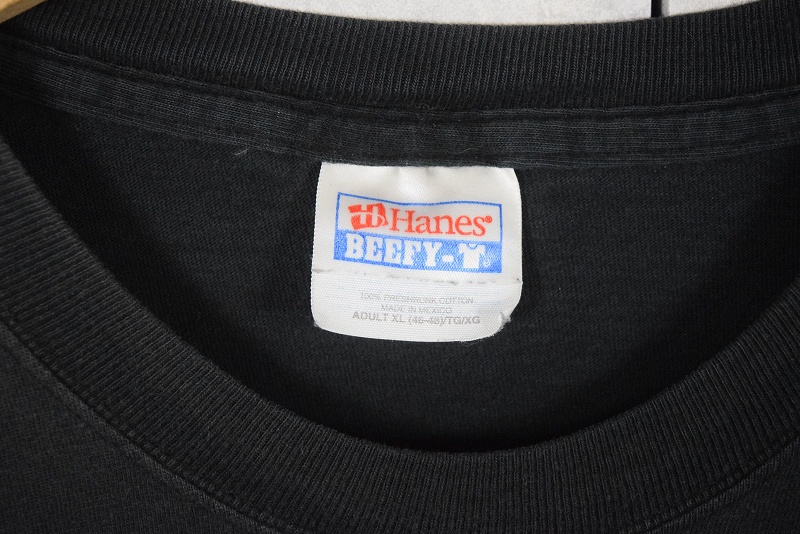 Hanes®
BEEFY-T®
100% PRESHRUNK COTTON
MADE IN MEXICO
ADULT XL (46-48)/TG/XG